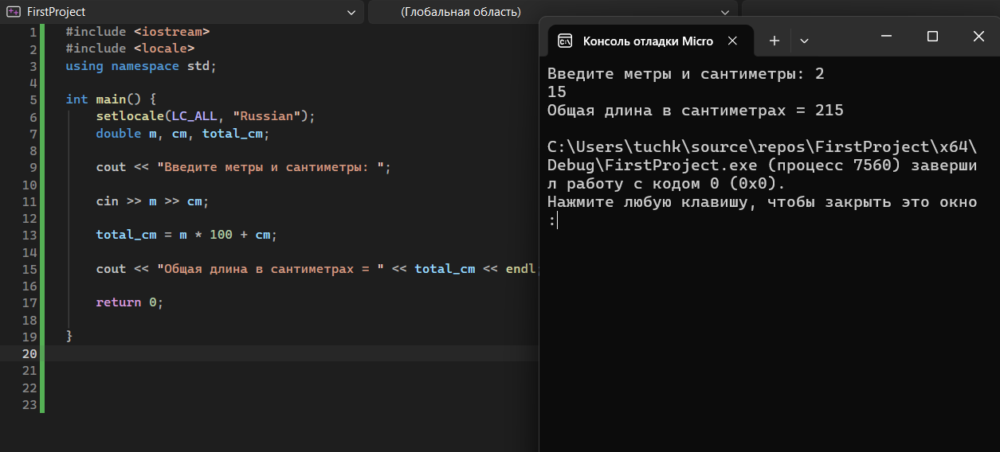 FirstProject
(Глобальная область)
1 #include <iostream>
2 #include <locale>
3 using namespace std;
4
5 int main() {
6 setlocale(LC_ALL, "Russian");
7 double m, cm, total_cm;
8
9 cout << "Введите метры и сантиметры: ";
10
11 cin >> m >> cm;
12
13 total_cm = m * 100 + cm;
14
15 cout << "Общая длина в сантиметрах = " << total_cm << endl;
16
17 return 0;
18
19 }
20
21
22
23
Консоль отладки Micro
Введите метры и сантиметры: 2
15
Общая длина в сантиметрах = 215
C:\Users\tuchk\source\repos\FirstProject\x64\
Debug\FirstProject.exe (процесс 7560) заверши
л работу с кодом 0 (0x0).
Нажмите любую клавишу, чтобы закрыть это окно
: